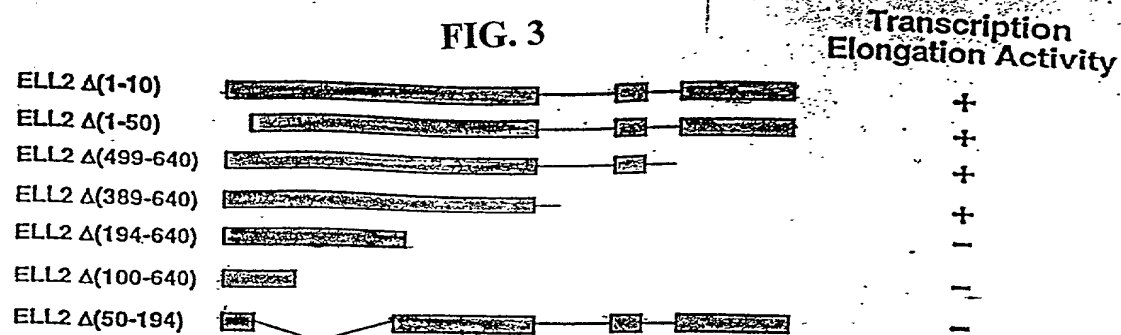 FIG. 3
Transcription
Elongation Activity
ELL2 Δ(1-10) +
ELL2 Δ(1-50) +
ELL2 Δ(499-640) +
ELL2 Δ(389-640) +
ELL2 Δ(194-640) −
ELL2 Δ(100-640) −
ELL2 Δ(50-194) −